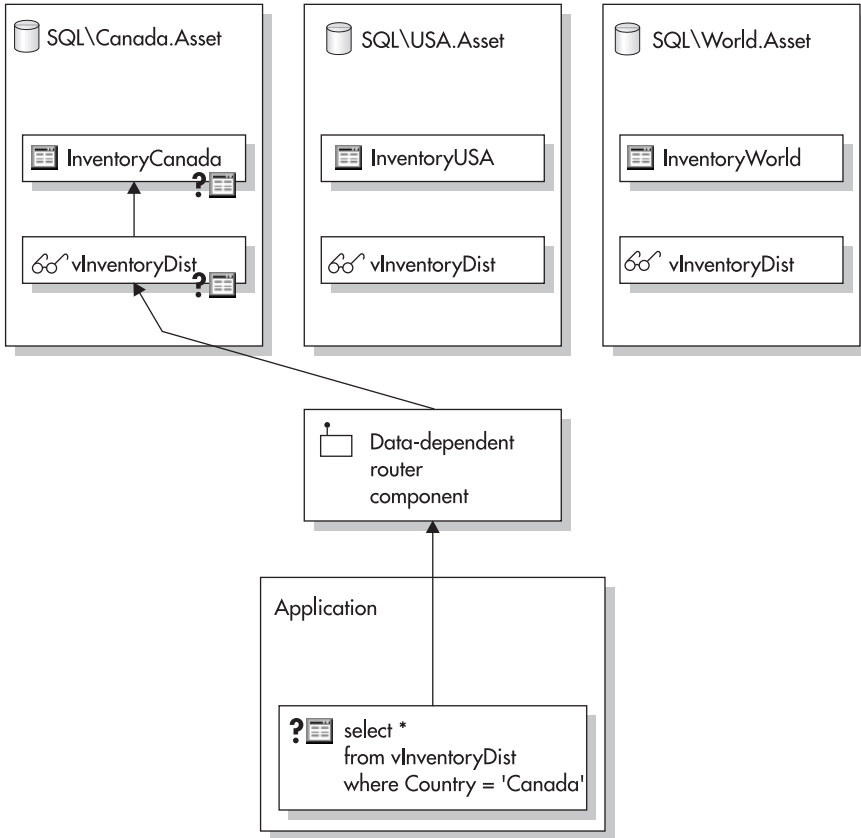 SQL\Canada.Asset
SQL\USA.Asset
SQL\World.Asset
InventoryCanada
InventoryUSA
InventoryWorld
?
vInventoryDist
vInventoryDist
vInventoryDist
?
Data-dependent
router
component
Application
? select *
from vInventoryDist
where Country = 'Canada'